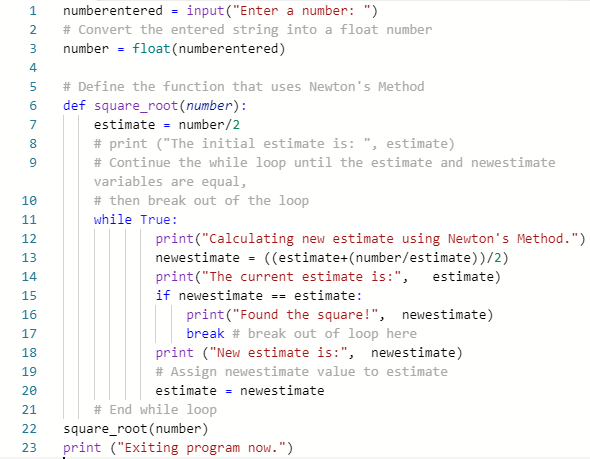 1 numberentered = input("Enter a number: ")
2 # Convert the entered string into a float number
3 number = float(numberentered)
4
5 # Define the function that uses Newton's Method
6 def square_root(number):
7 estimate = number/2
8 # print ("The initial estimate is: ", estimate)
9 # Continue the while loop until the estimate and newestimate
variables are equal,
10 # then break out of the loop
11 while True:
12 print("Calculating new estimate using Newton's Method.")
13 newestimate = ((estimate+(number/estimate))/2)
14 print("The current estimate is:", estimate)
15 if newestimate == estimate:
16 print("Found the square!", newestimate)
17 break # break out of loop here
18 print ("New estimate is:", newestimate)
19 # Assign newestimate value to estimate
20 estimate = newestimate
21 # End while loop
22 square_root(number)
23 print ("Exiting program now.")